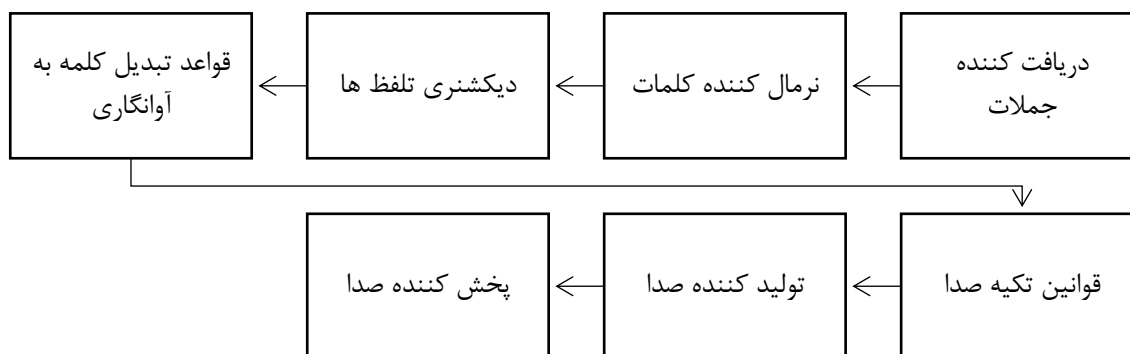 دریافت کننده
جملات
نرمال کننده کلمات
دیکشنری تلفظ ها
قواعد تبدیل کلمه به
آوانگاری
قوانین تکیه صدا
تولید کننده صدا
پخش کننده صدا